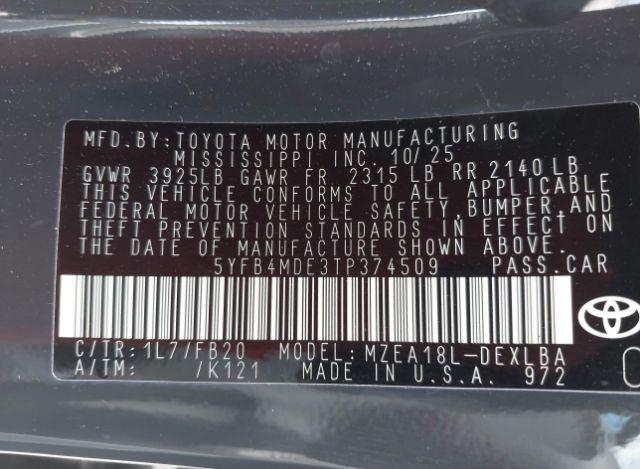 MFD.BY:TOYOTA MOTOR MANUFACTURING
MISSISSIPPI INC. 10/25
GVWR 3925LB GAWR FR 2315 LB RR 2140 LB
THIS VEHICLE CONFORMS TO ALL APPLICABLE
FEDERAL MOTOR VEHICLE SAFETY,BUMPER,AND
THEFT PREVENTION STANDARDS IN EFFECT ON
THE DATE OF MANUFACTURE SHOWN ABOVE.
5YFB4MDE3TP374509 PASS.CAR
C/TR:1L7/FB20 MODEL:MZEA18L-DEXLBA
A/TM: /K121 MADE IN U.S.A. 972